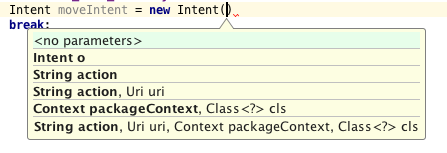 Intent moveIntent = new Intent()
break:
<no parameters>
Intent o
String action
String action, Uri uri
Context packageContext, Class<?> cls
String action, Uri uri, Context packageContext, Class<?> cls